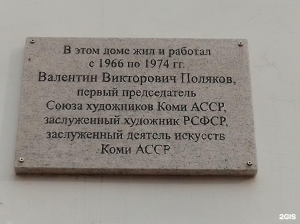 В этом доме жил и работал
с 1966 по 1974 гг.
Валентин Викторович Поляков,
первый председатель
Союза художников Коми АССР,
заслуженный художник РСФСР,
заслуженный деятель искусств
Коми АССР
2GIS